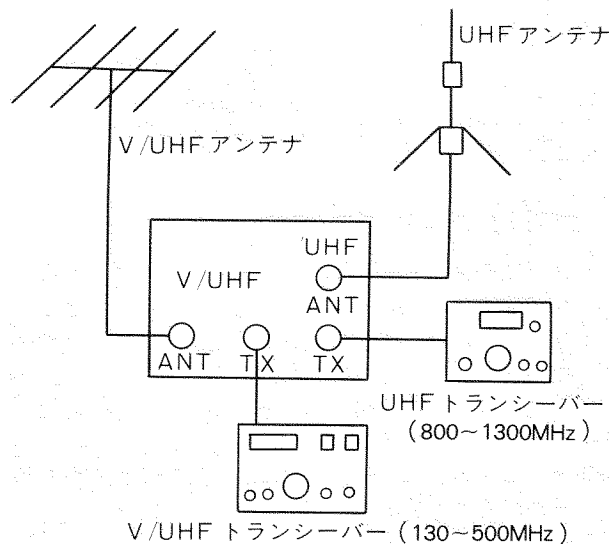 UHFアンテナ
V/UHFアンテナ
UHF
V/UHF
ANT
ANT
TX
TX
UHFトランシーバー
(800~1300MHz)
V/UHFトランシーバー(130~500MHz)